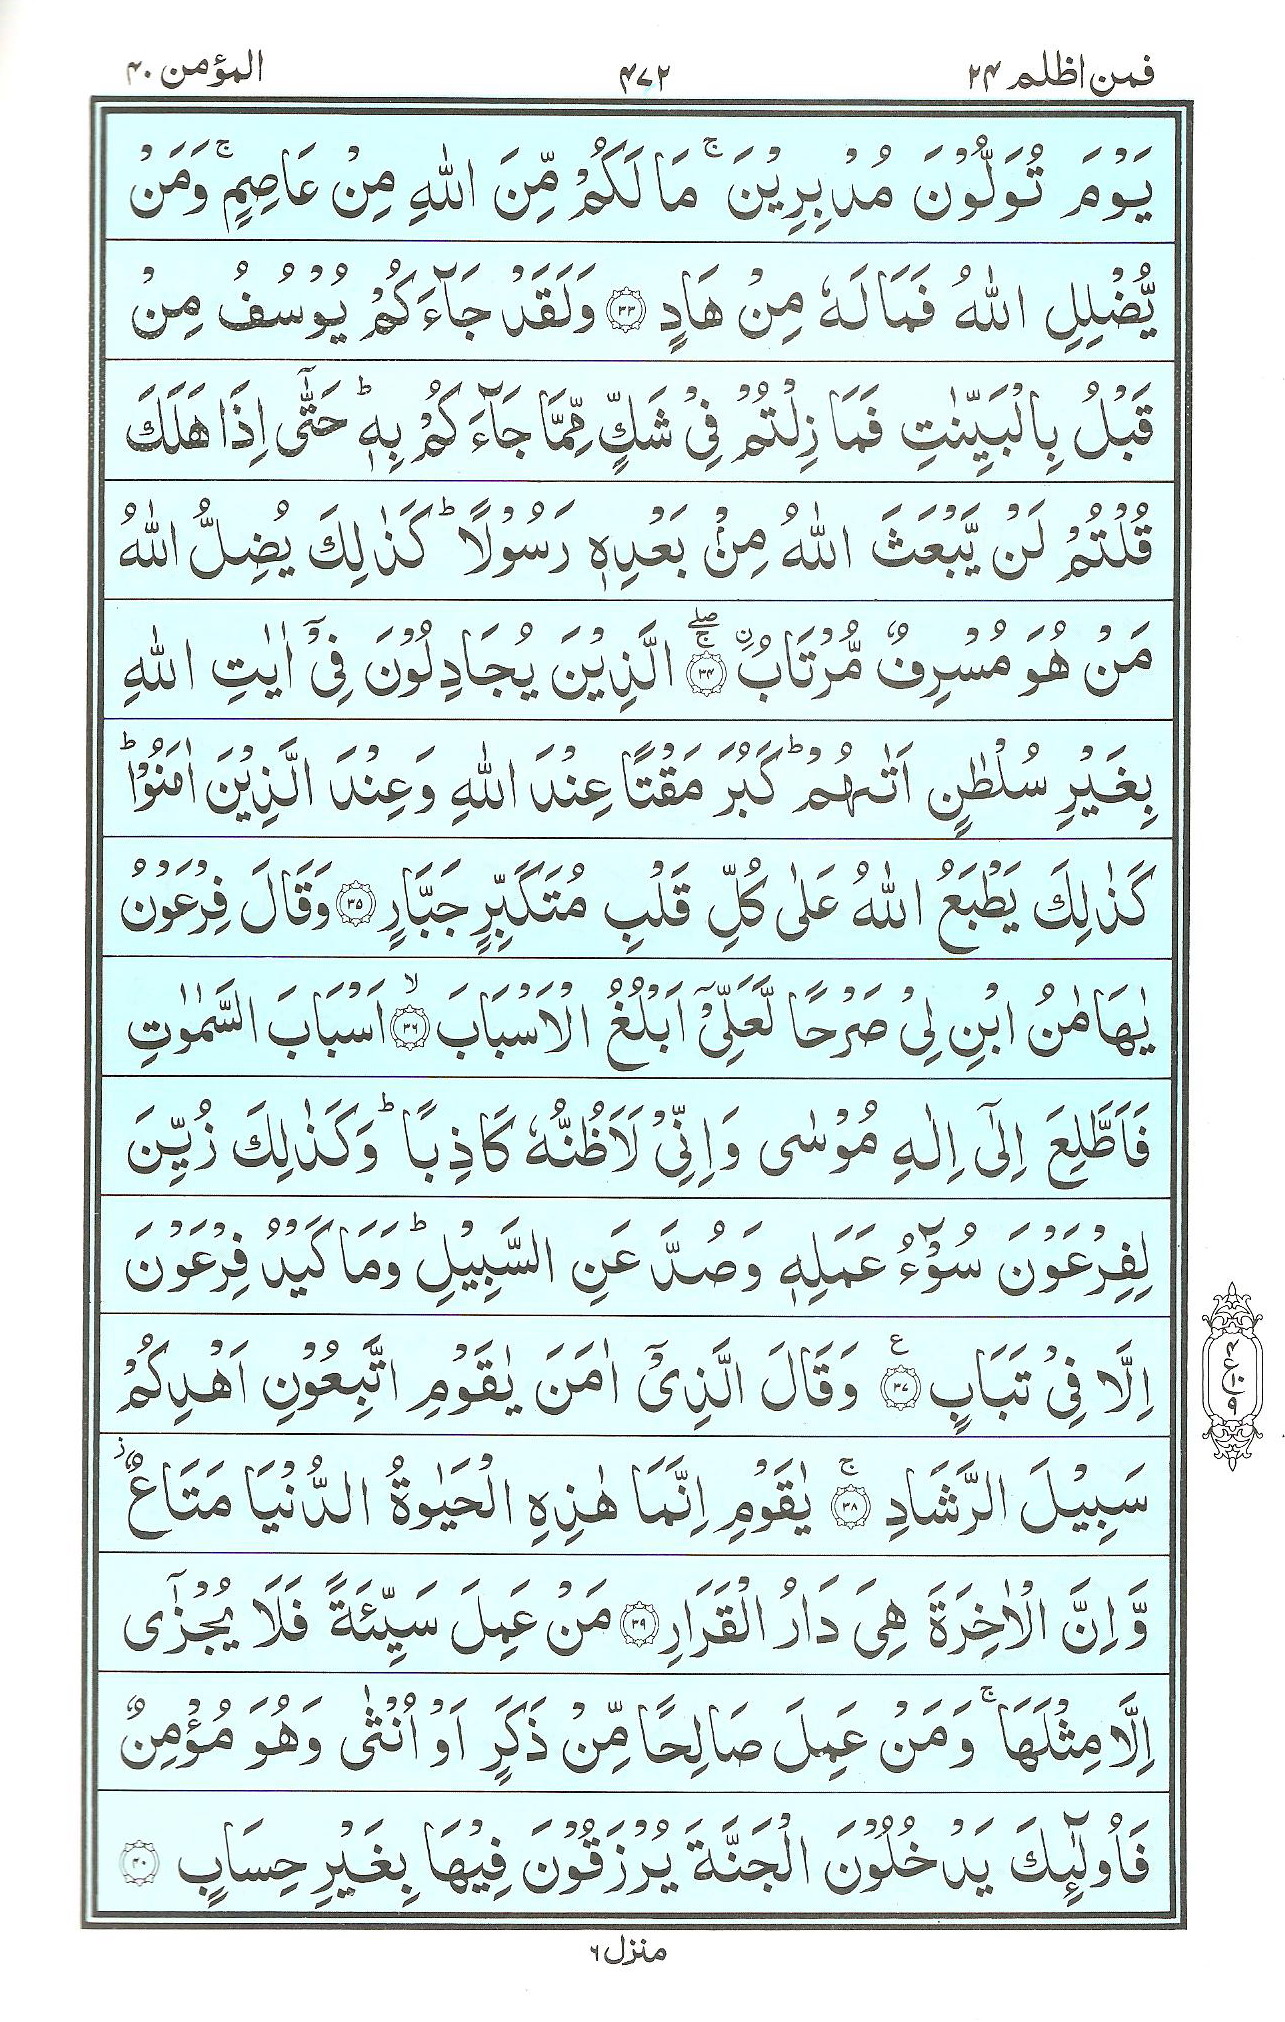 فمن اظلم ۲۴
۴۷۲
المؤمن ۴۰
يَوْمَ تُوَلُّوْنَ مُدْبِرِيْنَ ۚ مَا لَكُمْ مِّنَ اللّٰهِ مِنْ عَاصِمٍ ۚ وَمَنْ
يُّضْلِلِ اللّٰهُ فَمَا لَهٗ مِنْ هَادٍ ۳۳ وَلَقَدْ جَآءَكُمْ يُوْسُفُ مِنْ
قَبْلُ بِالْبَيِّنٰتِ فَمَا زِلْتُمْ فِيْ شَكٍّ مِّمَّا جَآءَكُمْ بِهٖ ؕ حَتّٰۤى اِذَا هَلَكَ
قُلْتُمْ لَنْ يَّبْعَثَ اللّٰهُ مِنْۢ بَعْدِهٖ رَسُوْلًا ؕ كَذٰلِكَ يُضِلُّ اللّٰهُ
مَنْ هُوَ مُسْرِفٌ مُّرْتَابُ ۨ ۚۖ ۳۴ الَّذِيْنَ يُجَادِلُوْنَ فِيْۤ اٰيٰتِ اللّٰهِ
بِغَيْرِ سُلْطٰنٍ اَتٰىهُمْ ؕ كَبُرَ مَقْتًا عِنْدَ اللّٰهِ وَعِنْدَ الَّذِيْنَ اٰمَنُوْا ؕ
كَذٰلِكَ يَطْبَعُ اللّٰهُ عَلٰى كُلِّ قَلْبِ مُتَكَبِّرٍ جَبَّارٍ ۳۵ وَقَالَ فِرْعَوْنُ
يٰهَامٰنُ ابْنِ لِيْ صَرْحًا لَّعَلِّيْۤ اَبْلُغُ الْاَسْبَابَ ۙ ۳۶ اَسْبَابَ السَّمٰوٰتِ
فَاَطَّلِعَ اِلٰۤى اِلٰهِ مُوْسٰى وَاِنِّيْ لَاَظُنُّهٗ كَاذِبًا ؕ وَكَذٰلِكَ زُيِّنَ
لِفِرْعَوْنَ سُوْٓءُ عَمَلِهٖ وَصُدَّ عَنِ السَّبِيْلِ ؕ وَمَا كَيْدُ فِرْعَوْنَ
اِلَّا فِيْ تَبَابٍ ۳۷ ع وَقَالَ الَّذِيْۤ اٰمَنَ يٰقَوْمِ اتَّبِعُوْنِ اَهْدِكُمْ
سَبِيْلَ الرَّشَادِ ۚ ۳۸ يٰقَوْمِ اِنَّمَا هٰذِهِ الْحَيٰوةُ الدُّنْيَا مَتَاعٌ ؗ
وَّاِنَّ الْاٰخِرَةَ هِيَ دَارُ الْقَرَارِ ۳۹ مَنْ عَمِلَ سَيِّئَةً فَلَا يُجْزٰۤى
اِلَّا مِثْلَهَا ۚ وَمَنْ عَمِلَ صَالِحًا مِّنْ ذَكَرٍ اَوْ اُنْثٰى وَهُوَ مُؤْمِنٌ
فَاُولٰٓئِكَ يَدْخُلُوْنَ الْجَنَّةَ يُرْزَقُوْنَ فِيْهَا بِغَيْرِ حِسَابٍ ۴۰
منزل ۶